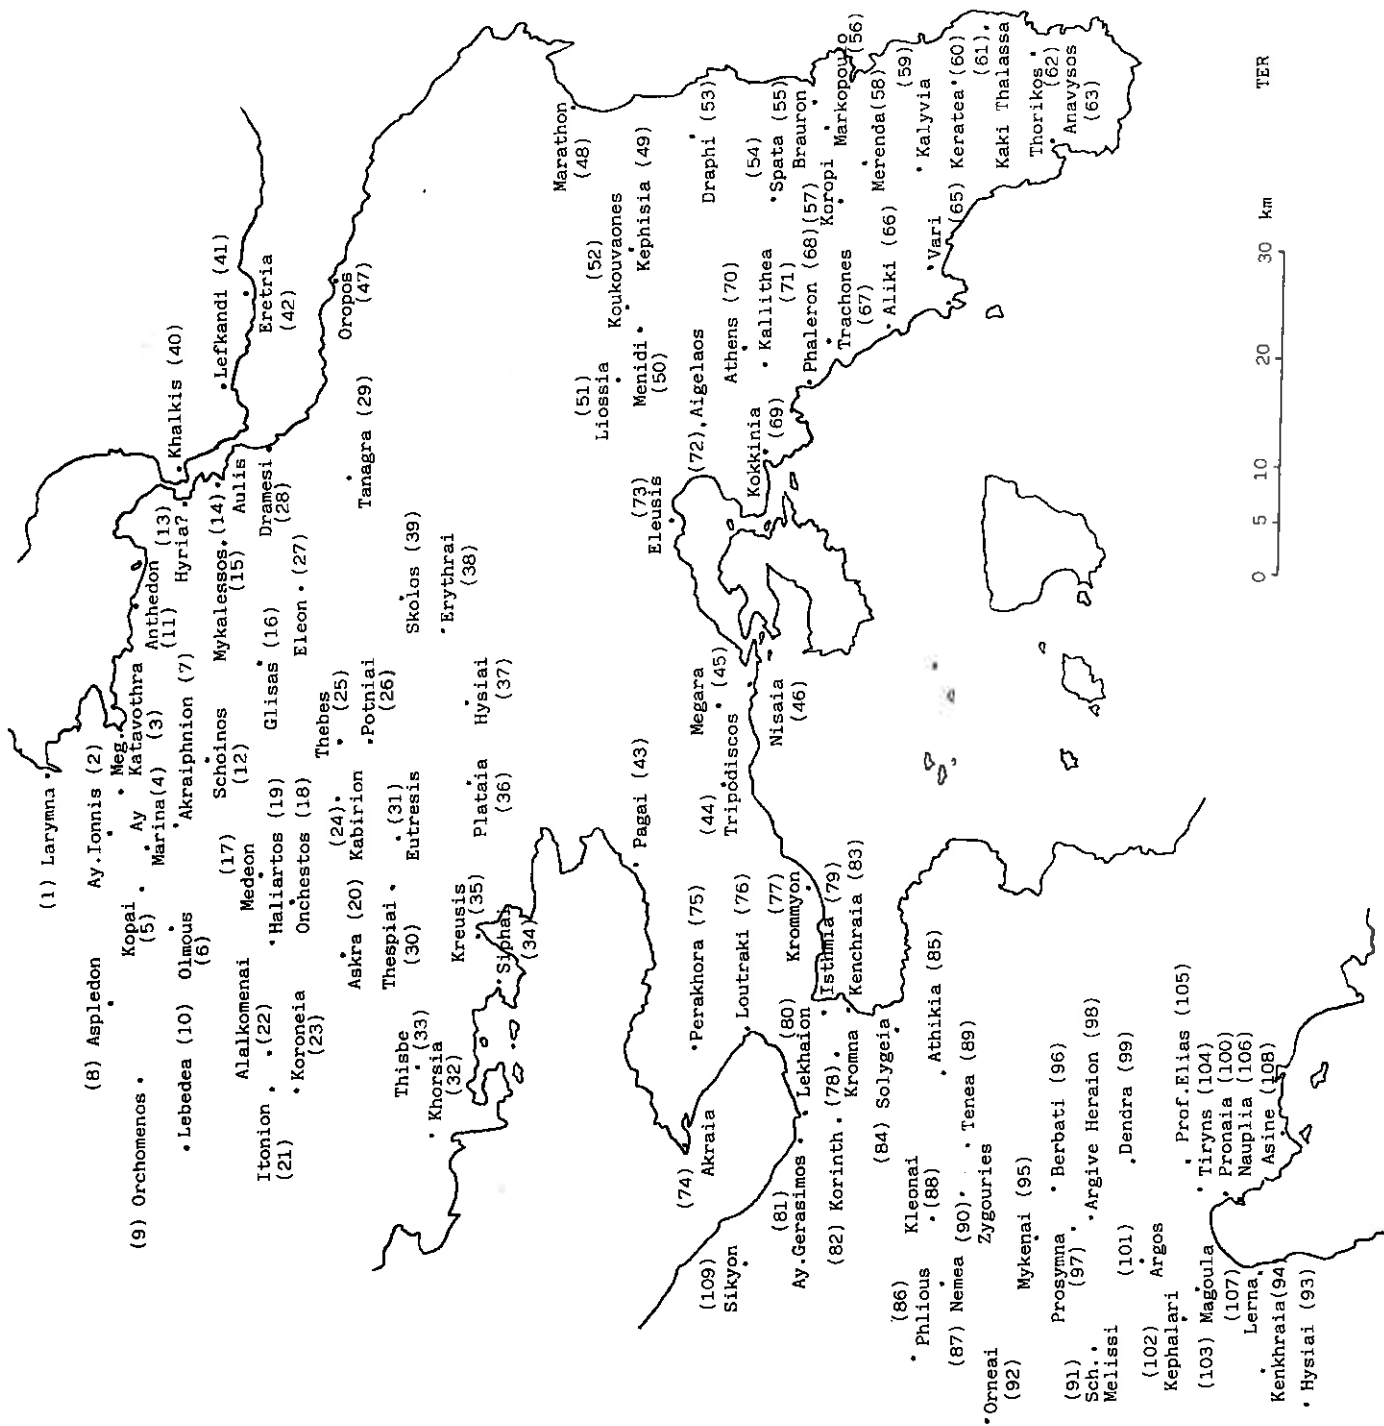 (1) Larymna
(8) Aspledon
Ay.Ionnis (2)
Meg.
Kopai
(5)
Ay Katavothra
Marina(4) (3)
Anthedon (13)
(11)
Hyria?
Khalkis (40)
(9) Orchomenos
Lebedea (10)
Olmous
(6)
Akraiphnion (7)
Schoinos
(12)
Mykalessos
(14)
(15)
Aulis
Lefkandi (41)
Eretria
(42)
Alalkomenai
(22)
(17)
Medeon
Haliartos (19)
Glisas (16)
Dramesi
(28)
Itonion
(21)
Koroneia
(23)
Onchestos (18)
Eleon (27)
Thebes
(25)
Oropos
(47)
Askra (20)
(24)
Kabirion
Potniai
(26)
Tanagra (29)
Thespiai
(30)
(31)
Eutresis
Skolos (39)
Thisbe
(33)
Khorsia
(32)
Erythrai
(38)
Kreusis
(35)
Siphai
(34)
Plataia
(36)
Hysiai
(37)
Marathon
(48)
(51)
Liossia
(52)
Koukouvaones
Pagai (43)
Menidi
(50)
Kephisia (49)
(73)
Eleusis
(74)
Akraia
Perakhora (75)
(44)
Tripodiscos
Megara
(45)
(72)
Aigelaos
Draphi (53)
(109)
Sikyon
Loutraki (76)
Athens (70)
(54)
Spata (55)
Kokkinia
(69)
Kallithea
(71)
Nisaia
(46)
(77)
Krommyon
(81)
Ay.Gerasimos
(80)
Lekhaion
Brauron
Phaleron (68)
(57)
Koropi
Markopoulo
(56)
Isthmia (79)
(82) Korinth
(78)
Kromna
Kenchraia (83)
Trachones
(67)
Merenda(58)
(59)
Kalyvia
Aliki (66)
(84) Solygeia
(86)
Phlious
Kleonai
(88)
Athikia (85)
Vari
(65)
Keratea (60)
(61)
Kaki Thalassa
(87) Nemea
(90)
Zygouries
Tenea (89)
Orneai
(92)
Mykenai (95)
Thorikos
(62)
Anavysos
(63)
(91)
Sch.
Melissi
Prosymna
(97)
Berbati (96)
Argive Heraion (98)
(101)
Argos
Dendra (99)
(102)
Kephalari
Prof.Elias (105)
(103) Magoula
Tiryns (104)
(107)
Lerna
Pronaia (100)
Nauplia (106)
Kenkhraia(94)
Asine (108)
Hysiai (93)
0 5 10 20 30 km
TER